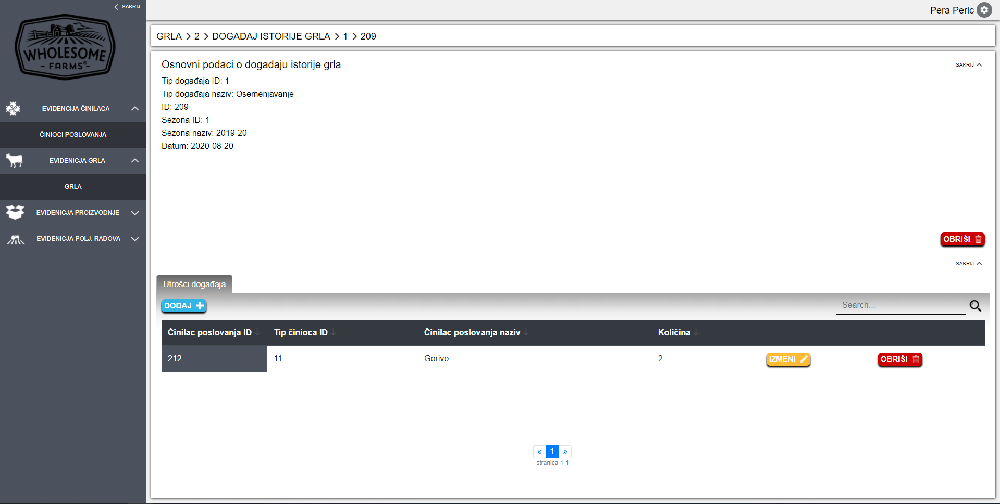 SAKRIJ
WHOLESOME
- FARMS®-
EVIDENCIJA ČINILACA
ČINIOCI POSLOVANJA
EVIDENICJA GRLA
GRLA
EVIDENICJA PROIZVODNJE
EVIDENICJA POLJ. RADOVA
Pera Peric
GRLA > 2 > DOGAĐAJ ISTORIJE GRLA > 1 > 209
Osnovni podaci o događaju istorije grla
SAKRIJ
Tip događaja ID: 1
Tip događaja naziv: Osemenjavanje
ID: 209
Sezona ID: 1
Sezona naziv: 2019-20
Datum: 2020-08-20
OBRIŠI
SAKRIJ
Utrošci događaja
DODAJ
Search...
Činilac poslovanja ID Tip činioca ID Činilac poslovanja naziv Količina
212 11 Gorivo 2 IZMENI OBRIŠI
« 1 »
stranica 1-1